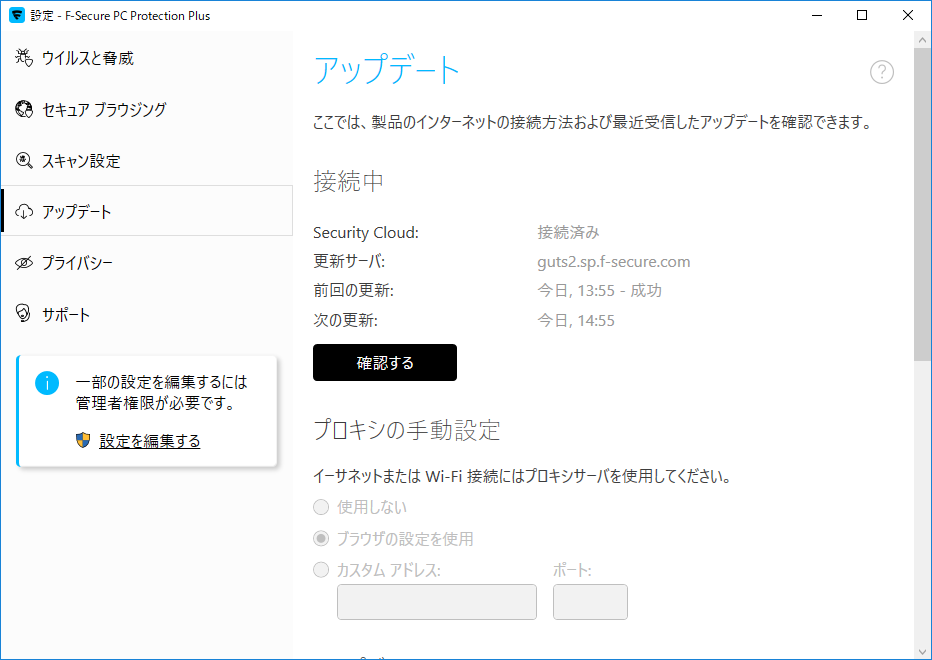 設定 - F-Secure PC Protection Plus
ウイルスと脅威
セキュア ブラウジング
スキャン設定
アップデート
プライバシー
サポート
一部の設定を編集するには
管理者権限が必要です。
設定を編集する
アップデート
?
ここでは、製品のインターネットの接続方法および最近受信したアップデートを確認できます。
接続中
Security Cloud: 接続済み
更新サーバ: guts2.sp.f-secure.com
前回の更新: 今日, 13:55 - 成功
次の更新: 今日, 14:55
確認する
プロキシの手動設定
イーサネットまたは Wi-Fi 接続にはプロキシサーバを使用してください。
使用しない
ブラウザの設定を使用
カスタム アドレス: ポート: